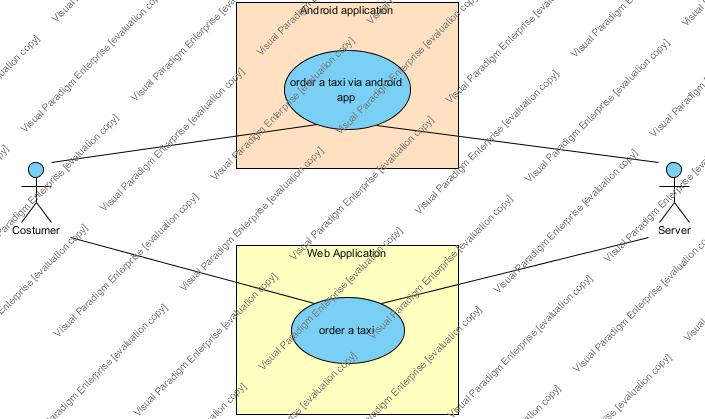 Android application
order a taxi via android
app
Costumer
Server
Web Application
order a taxi
Visual Paradigm Enterprise [evaluation copy]